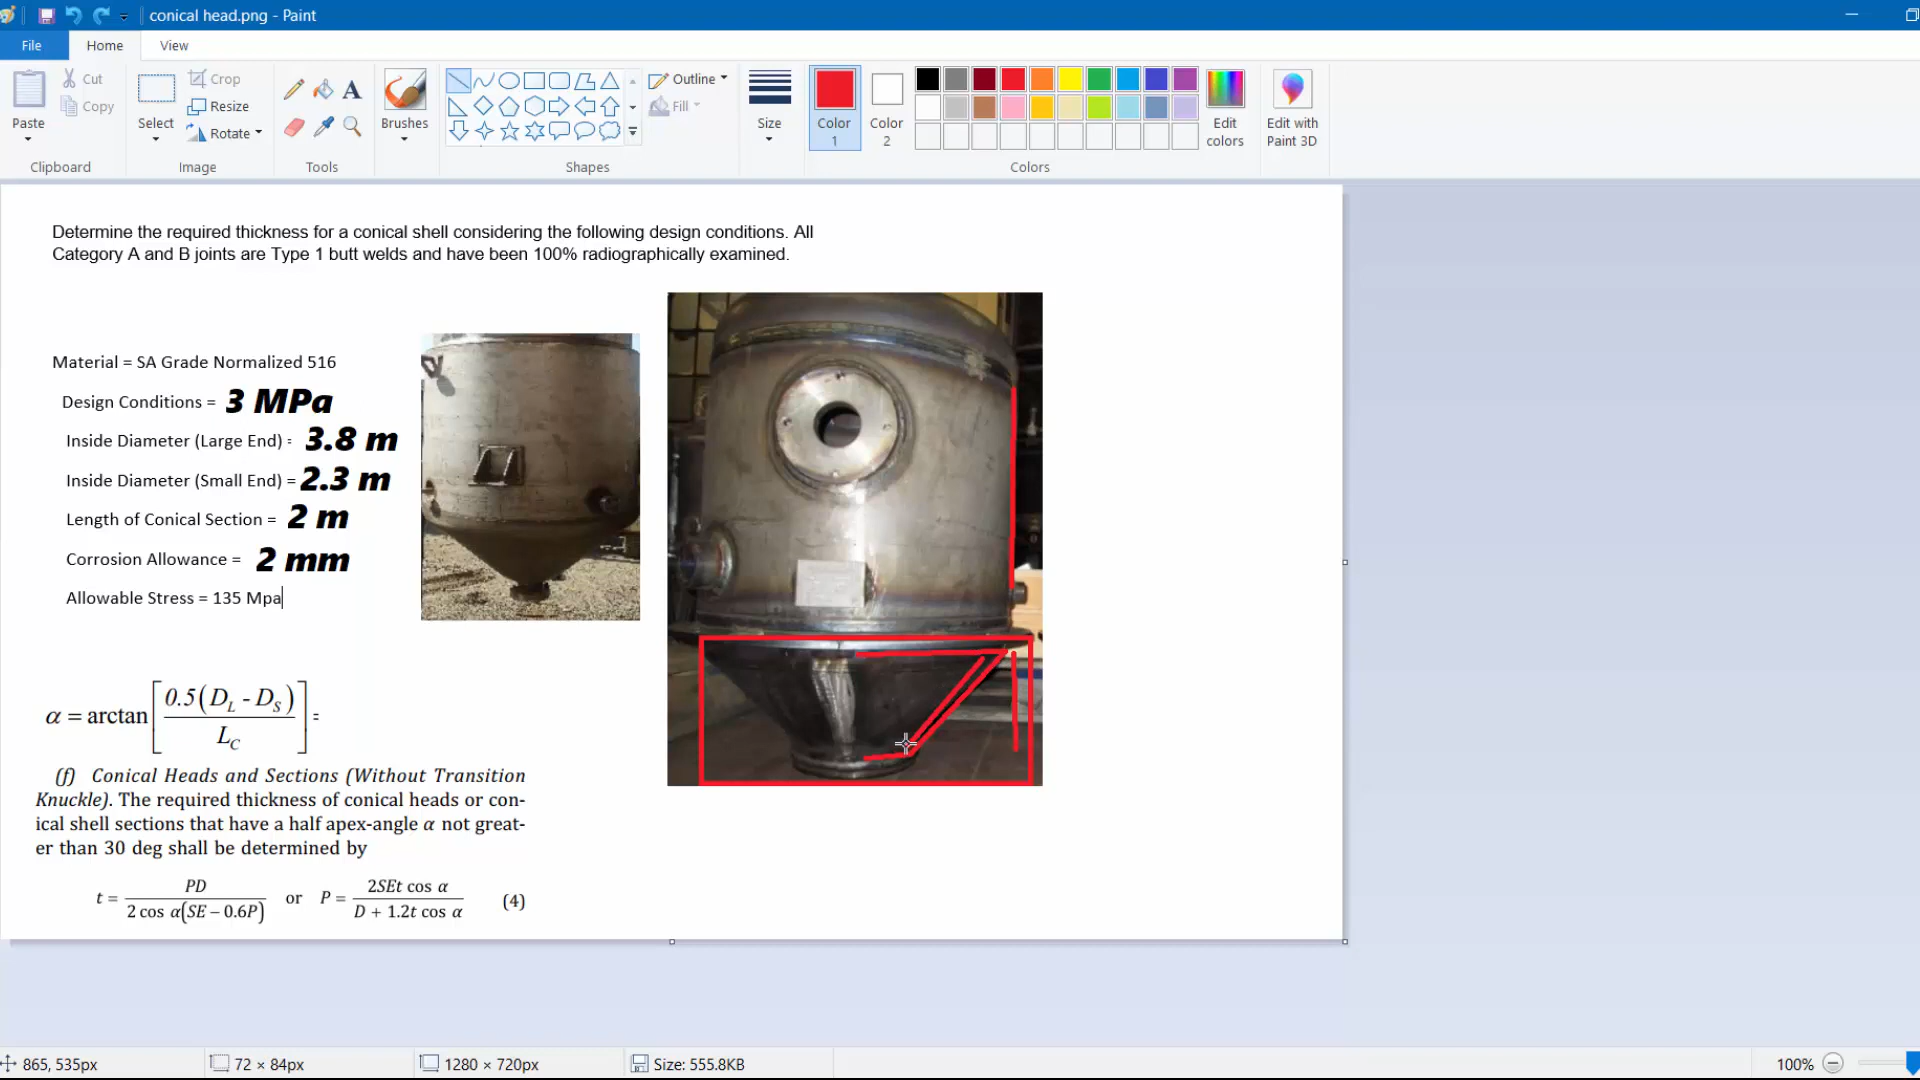 conical head.png - Paint
File
Home
View
Paste
Cut
Copy
Clipboard
Select
Crop
Resize
Rotate
Image
A
Tools
Brushes
Outline
Fill
Shapes
Size
Color 1
Color 2
Edit colors
Edit with Paint 3D
Colors
Determine the required thickness for a conical shell considering the following design conditions. All
Category A and B joints are Type 1 butt welds and have been 100% radiographically examined.
Material = SA Grade Normalized 516
Design Conditions = 3 MPa
Inside Diameter (Large End) : 3.8 m
Inside Diameter (Small End) = 2.3 m
Length of Conical Section = 2 m
Corrosion Allowance = 2 mm
Allowable Stress = 135 Mpa
α = arctan[0.5(D_L - D_S) / L_C] =
(f) Conical Heads and Sections (Without Transition
Knuckle). The required thickness of conical heads or con-
ical shell sections that have a half apex-angle α not great-
er than 30 deg shall be determined by
t = PD / 2 cos α(SE − 0.6P) or P = 2SEt cos α / D + 1.2t cos α (4)
865, 535px
72 × 84px
1280 × 720px
Size: 555.8KB
100%